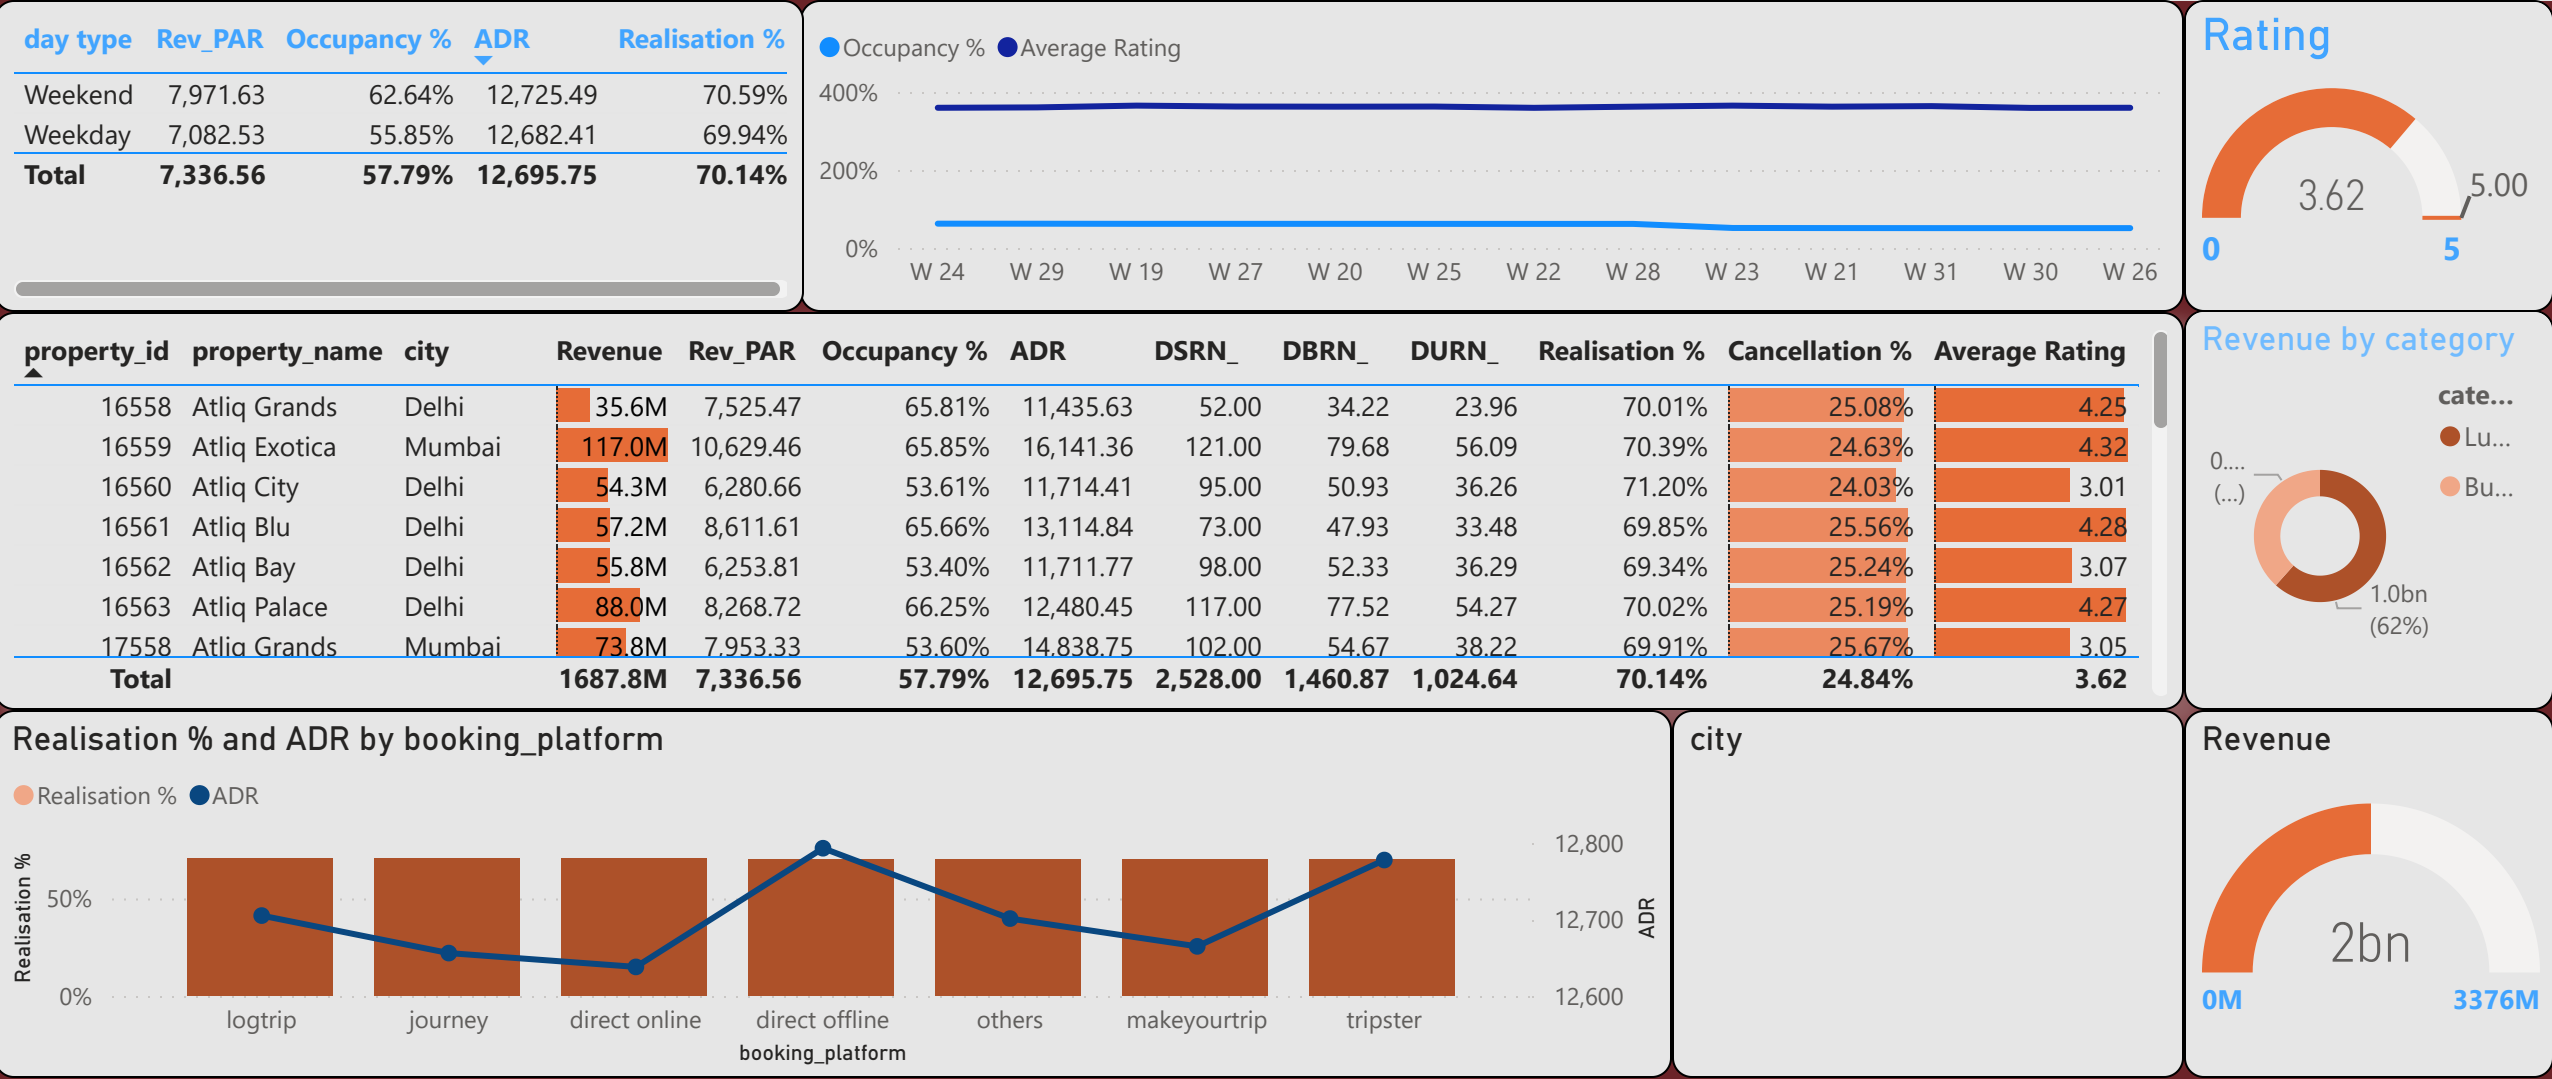 day type Rev_PAR Occupancy % ADR Realisation %
Weekend 7,971.63 62.64% 12,725.49 70.59%
Weekday 7,082.53 55.85% 12,682.41 69.94%
Total 7,336.56 57.79% 12,695.75 70.14%
Occupancy % Average Rating
400%
200%
0%
W 24 W 29 W 19 W 27 W 20 W 25 W 22 W 28 W 23 W 21 W 31 W 30 W 26
Rating
3.62
5.00
0 5
property_id property_name city Revenue Rev_PAR Occupancy % ADR DSRN_ DBRN_ DURN_ Realisation % Cancellation % Average Rating
16558 Atliq Grands Delhi 35.6M 7,525.47 65.81% 11,435.63 52.00 34.22 23.96 70.01% 25.08% 4.25
16559 Atliq Exotica Mumbai 117.0M 10,629.46 65.85% 16,141.36 121.00 79.68 56.09 70.39% 24.63% 4.32
16560 Atliq City Delhi 54.3M 6,280.66 53.61% 11,714.41 95.00 50.93 36.26 71.20% 24.03% 3.01
16561 Atliq Blu Delhi 57.2M 8,611.61 65.66% 13,114.84 73.00 47.93 33.48 69.85% 25.56% 4.28
16562 Atliq Bay Delhi 55.8M 6,253.81 53.40% 11,711.77 98.00 52.33 36.29 69.34% 25.24% 3.07
16563 Atliq Palace Delhi 88.0M 8,268.72 66.25% 12,480.45 117.00 77.52 54.27 70.02% 25.19% 4.27
17558 Atliq Grands Mumbai 73.8M 7,953.33 53.60% 14,838.75 102.00 54.67 38.22 69.91% 25.67% 3.05
Total 1687.8M 7,336.56 57.79% 12,695.75 2,528.00 1,460.87 1,024.64 70.14% 24.84% 3.62
Revenue by category
cate...
Lu...
Bu...
0....
(...)
1.0bn
(62%)
Realisation % and ADR by booking_platform
Realisation % ADR
Realisation %
50%
0%
12,800
12,700
12,600
ADR
logtrip journey direct online direct offline others makeyourtrip tripster
booking_platform
city
Revenue
2bn
0M 3376M